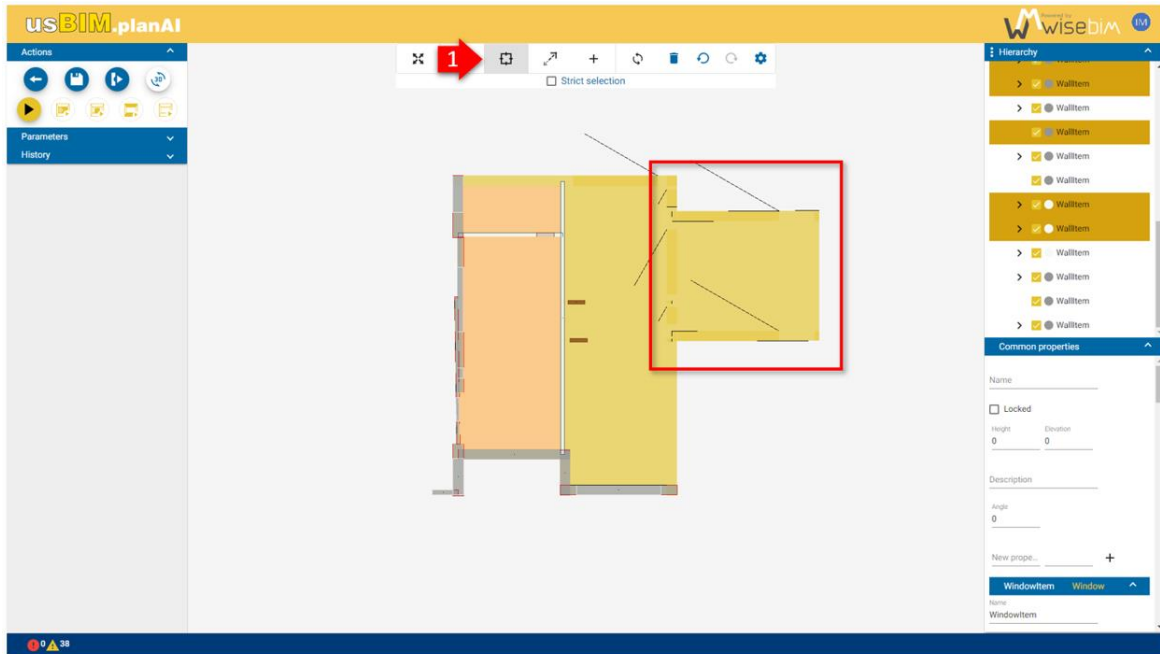 usBIM.planAI
Powered by
wisebim
IM
Actions
3D
Parameters
History
1
Strict selection
Hierarchy
WallItem
WallItem
WallItem
WallItem
WallItem
WallItem
WallItem
WallItem
WallItem
WallItem
WallItem
Common properties
Name
Locked
Height Elevation
0 0
Description
Angle
0
New prope... +
WindowItem Window
Name
WindowItem
0 38